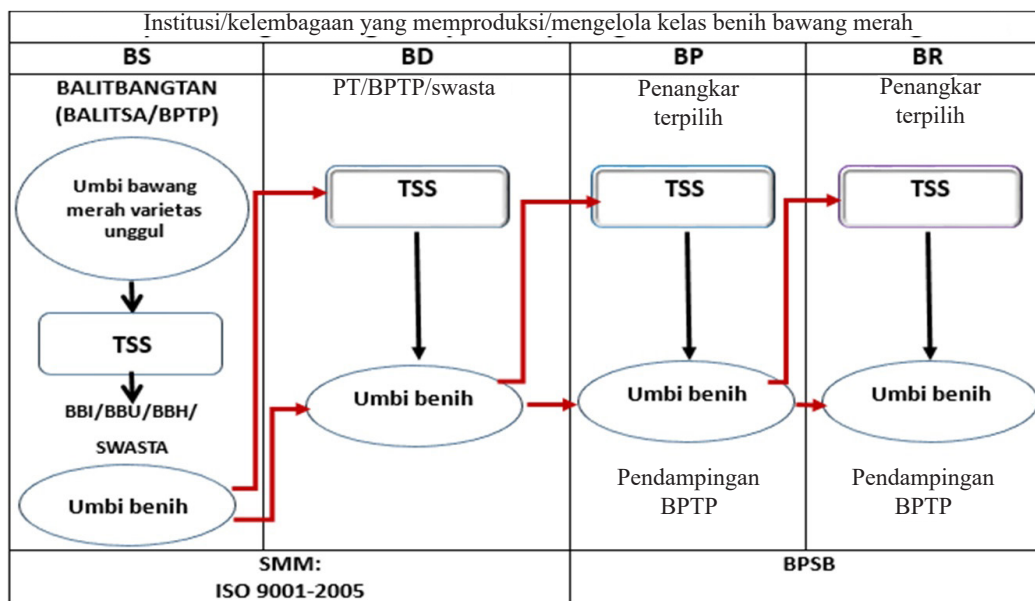 Institusi/kelembagaan yang memproduksi/mengelola kelas benih bawang merah
BS
BD
BP
BR
BALITBANGTAN
(BALITSA/BPTP)
PT/BPTP/swasta
Penangkar
terpilih
Penangkar
terpilih
Umbi bawang
merah varietas
unggul
TSS
TSS
TSS
TSS
BBI/BBU/BBH/
SWASTA
Umbi benih
Umbi benih
Umbi benih
Umbi benih
Pendampingan
BPTP
Pendampingan
BPTP
SMM:
ISO 9001-2005
BPSB